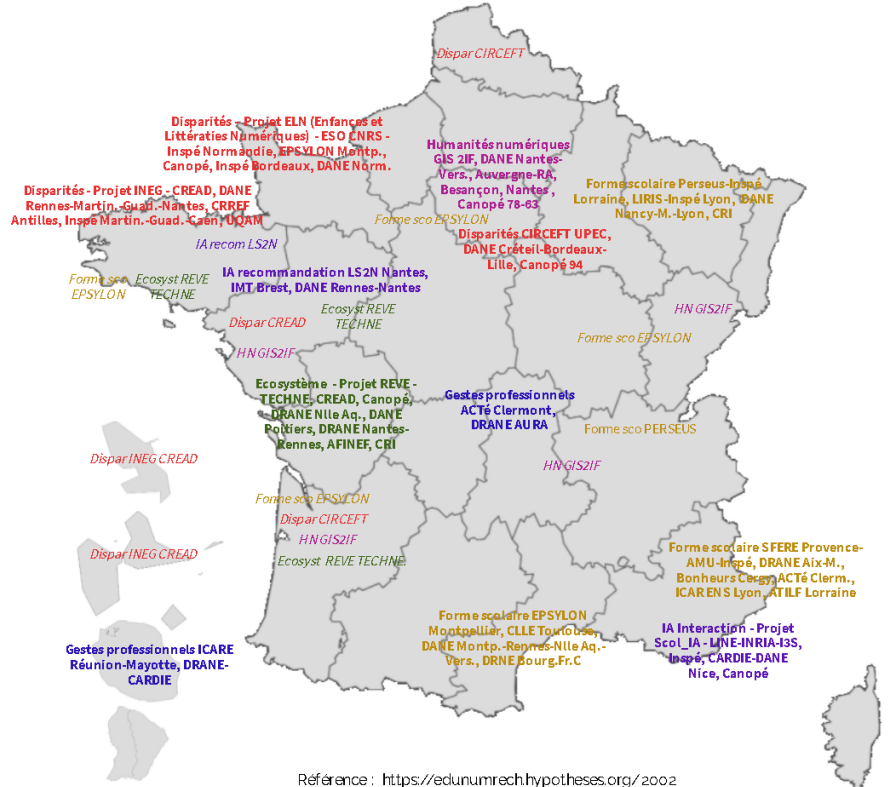 Dispar CIRCEFT
Disparités - Projet ELN (Enfances et
Littératies Numériques) - ESO CNRS -
Inspé Normandie, EPSYLON Montp.,
Canopé, Inspé Bordeaux, DANE Norm.
Humanités numériques
GIS 2IF, DANE Nantes-
Vers., Auvergne-RA,
Besançon, Nantes ,
Canopé 78-63
Forme scolaire Perseus-Inspé
Lorraine, LIRIS-Inspé Lyon, DANE
Nancy-M.-Lyon, CRI
Disparités - Projet INEG - CREAD, DANE
Rennes-Martin.-Guad.-Nantes, CRREF
Antilles, Inspé Martin.-Guad.-Caen, UQAM
Forme sco EPSYLON
Disparités CIRCEFT UPEC,
DANE Créteil-Bordeaux-
Lille, Canopé 94
IA recom LS2N
IA recommandation LS2N Nantes,
IMT Brest, DANE Rennes-Nantes
Forme sco
EPSYLON
Ecosyst REVE
TECHNE
Dispar CREAD
Ecosyst REVE
TECHNE
HN GIS2IF
Forme sco EPSYLON
HN GIS2IF
Ecosystème - Projet REVE -
TECHNE, CREAD, Canopé,
DRANE Nlle Aq., DANE
Poitiers, DRANE Nantes-
Rennes, AFINEF, CRI
Gestes professionnels
ACTé Clermont,
DRANE AURA
Forme sco PERSEUS
Dispar INEG CREAD
HN GIS2IF
Forme sco EPSYLON
Dispar CIRCEFT
HN GIS2IF
Ecosyst REVE TECHNE
Dispar INEG CREAD
Forme scolaire SFERE Provence-
AMU-Inspé, DRANE Aix-M.,
Bonheurs Cergy, ACTé Clerm.,
ICARENS Lyon, ATILF Lorraine
Forme scolaire EPSYLON
Montpellier, CLLE Toulouse,
DANE Montp.-Rennes-Nlle Aq.-
Vers., DRNE Bourg.Fr.C
IA Interaction - Projet
Scol_IA - LINE-INRIA-I3S,
Inspé, CARDIE-DANE
Nice, Canopé
Gestes professionnels ICARE
Réunion-Mayotte, DRANE-
CARDIE
Référence : https://edunumrech.hypotheses.org/2002